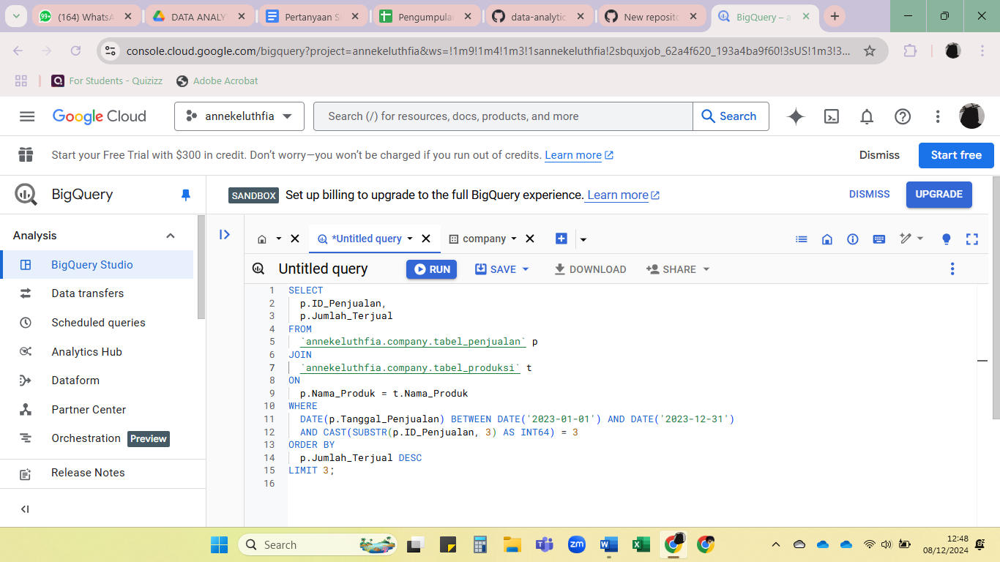 (164) WhatsA
DATA ANALY
Pertanyaan S
Pengumpula
data-analytic
New reposito
BigQuery – a
console.cloud.google.com/bigquery?project=annekeluthfia&ws=!1m9!1m4!1m3!1sannekeluthfia!2sbquxjob_62a4f620_193a4ba9f60!3sUS!1m3!3...
For Students - Quizizz
Adobe Acrobat
Google Cloud
annekeluthfia
Search (/) for resources, docs, products, and more
Search
Start your Free Trial with $300 in credit. Don't worry—you won't be charged if you run out of credits. Learn more
Dismiss
Start free
BigQuery
SANDBOX Set up billing to upgrade to the full BigQuery experience. Learn more
DISMISS
UPGRADE
Analysis
BigQuery Studio
Data transfers
Scheduled queries
Analytics Hub
Dataform
Partner Center
Orchestration Preview
Release Notes
*Untitled query
company
Untitled query
RUN
SAVE
DOWNLOAD
SHARE
1 SELECT
2 p.ID_Penjualan,
3 p.Jumlah_Terjual
4 FROM
5 `annekeluthfia.company.tabel_penjualan` p
6 JOIN
7 `annekeluthfia.company.tabel_produksi` t
8 ON
9 p.Nama_Produk = t.Nama_Produk
10 WHERE
11 DATE(p.Tanggal_Penjualan) BETWEEN DATE('2023-01-01') AND DATE('2023-12-31')
12 AND CAST(SUBSTR(p.ID_Penjualan, 3) AS INT64) = 3
13 ORDER BY
14 p.Jumlah_Terjual DESC
15 LIMIT 3;
16
Search
zm
12:48
08/12/2024